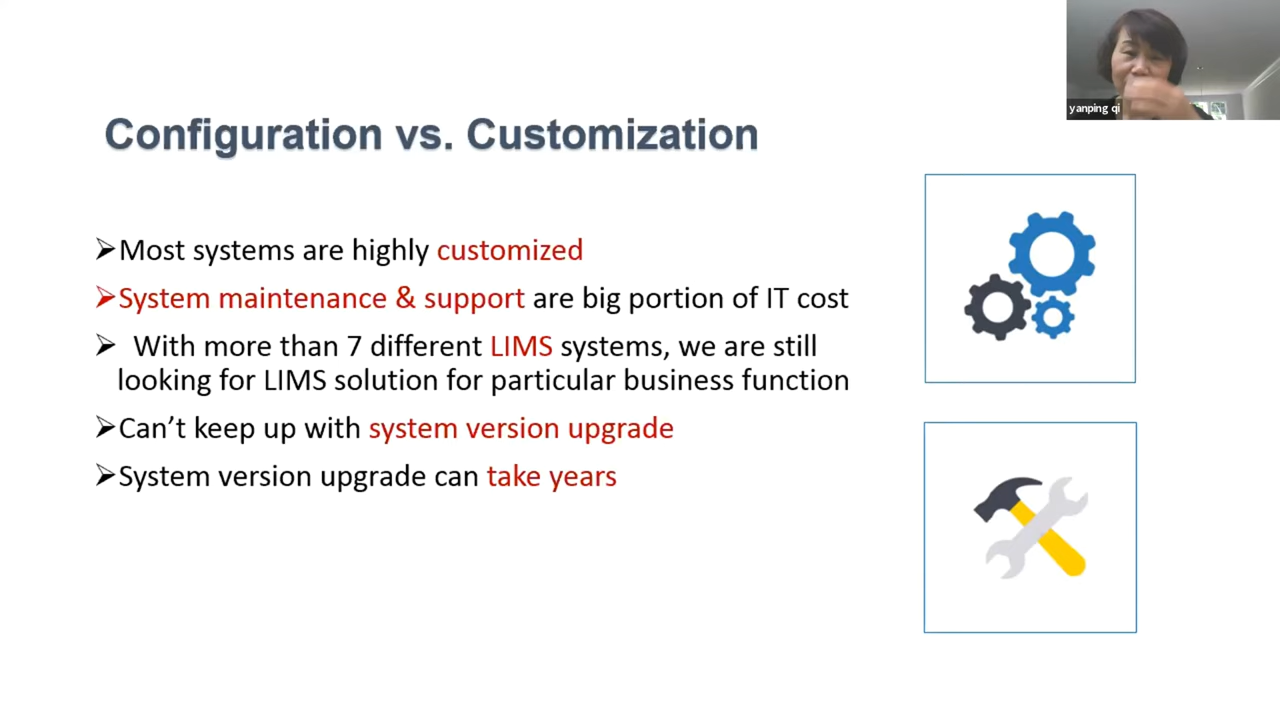 yanping qi
Configuration vs. Customization
➢Most systems are highly customized
➢System maintenance & support are big portion of IT cost
➢ With more than 7 different LIMS systems, we are still
looking for LIMS solution for particular business function
➢Can’t keep up with system version upgrade
➢System version upgrade can take years